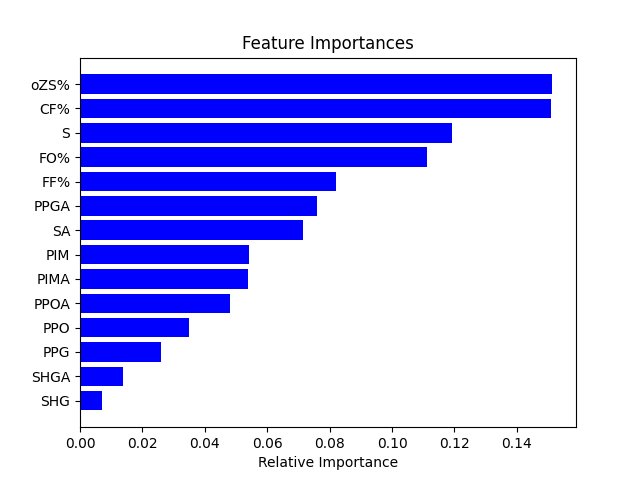 Feature Importances
oZS%
CF%
S
FO%
FF%
PPGA
SA
PIM
PIMA
PPOA
PPO
PPG
SHGA
SHG
0.00 0.02 0.04 0.06 0.08 0.10 0.12 0.14
Relative Importance